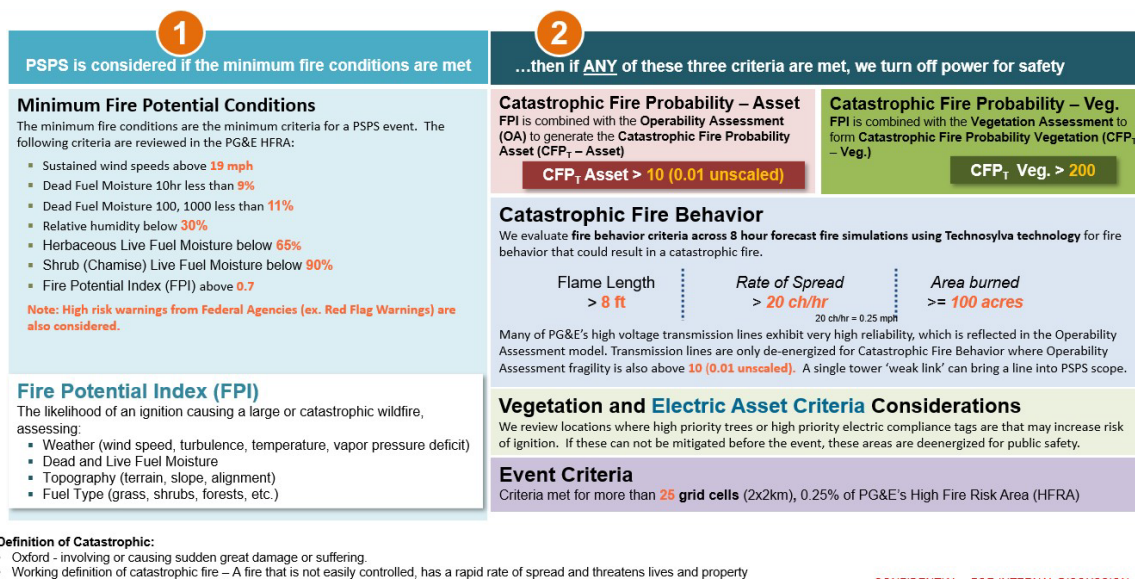 1
PSPS is considered if the minimum fire conditions are met
Minimum Fire Potential Conditions
The minimum fire conditions are the minimum criteria for a PSPS event. The
following criteria are reviewed in the PG&E HFRA:
▪ Sustained wind speeds above 19 mph
▪ Dead Fuel Moisture 10hr less than 9%
▪ Dead Fuel Moisture 100, 1000 less than 11%
▪ Relative humidity below 30%
▪ Herbaceous Live Fuel Moisture below 65%
▪ Shrub (Chamise) Live Fuel Moisture below 90%
▪ Fire Potential Index (FPI) above 0.7
Note: High risk warnings from Federal Agencies (ex. Red Flag Warnings) are
also considered.
Fire Potential Index (FPI)
The likelihood of an ignition causing a large or catastrophic wildfire,
assessing:
▪ Weather (wind speed, turbulence, temperature, vapor pressure deficit)
▪ Dead and Live Fuel Moisture
▪ Topography (terrain, slope, alignment)
▪ Fuel Type (grass, shrubs, forests, etc.)
2
…then if ANY of these three criteria are met, we turn off power for safety
Catastrophic Fire Probability – Asset
FPI is combined with the Operability Assessment
(OA) to generate the Catastrophic Fire Probability
Asset (CFPT – Asset)
CFPT Asset > 10 (0.01 unscaled)
Catastrophic Fire Probability – Veg.
FPI is combined with the Vegetation Assessment to
form Catastrophic Fire Probability Vegetation (CFPT
– Veg.)
CFPT Veg. > 200
Catastrophic Fire Behavior
We evaluate fire behavior criteria across 8 hour forecast fire simulations using Technosylva technology for fire
behavior that could result in a catastrophic fire.
Flame Length
> 8 ft
Rate of Spread
> 20 ch/hr
20 ch/hr = 0.25 mph
Area burned
>= 100 acres
Many of PG&E's high voltage transmission lines exhibit very high reliability, which is reflected in the Operability
Assessment model. Transmission lines are only de-energized for Catastrophic Fire Behavior where Operability
Assessment fragility is also above 10 (0.01 unscaled). A single tower 'weak link' can bring a line into PSPS scope.
Vegetation and Electric Asset Criteria Considerations
We review locations where high priority trees or high priority electric compliance tags are that may increase risk
of ignition. If these can not be mitigated before the event, these areas are deenergized for public safety.
Event Criteria
Criteria met for more than 25 grid cells (2x2km), 0.25% of PG&E's High Fire Risk Area (HFRA)
Definition of Catastrophic:
Oxford - involving or causing sudden great damage or suffering.
Working definition of catastrophic fire – A fire that is not easily controlled, has a rapid rate of spread and threatens lives and property